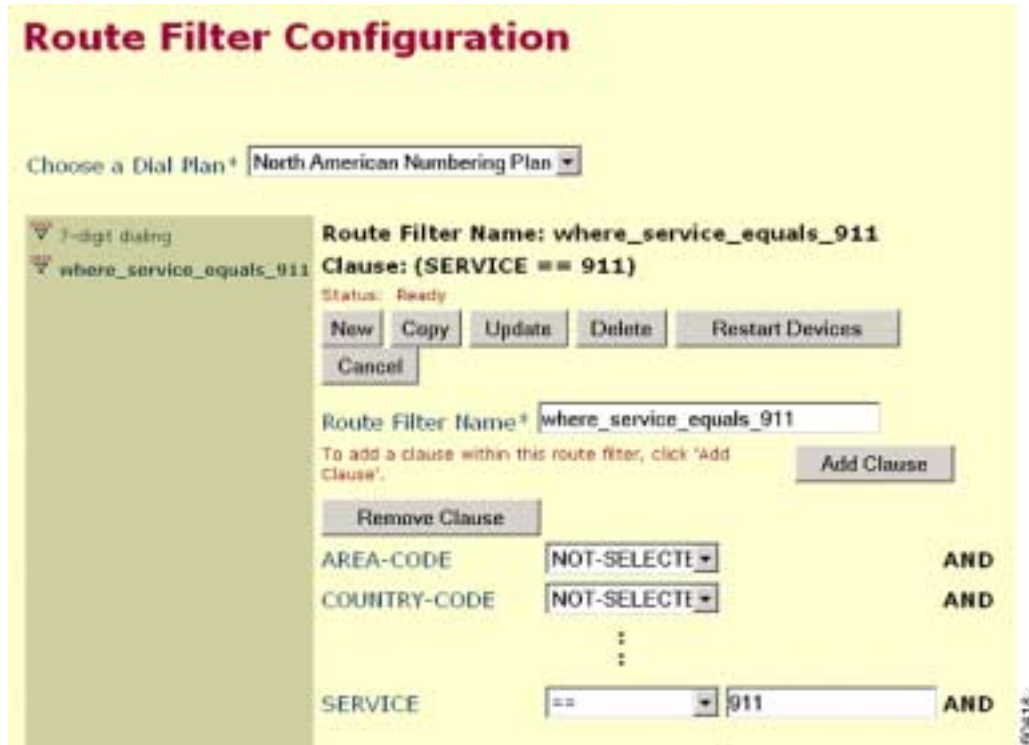 Route Filter Configuration
Choose a Dial Plan* North American Numbering Plan
7-digit dialing
where_service_equals_911
Route Filter Name: where_service_equals_911
Clause: (SERVICE == 911)
Status: Ready
New Copy Update Delete Restart Devices
Cancel
Route Filter Name* where_service_equals_911
To add a clause within this route filter, click 'Add
Clause'.
Add Clause
Remove Clause
AREA-CODE NOT-SELECTE AND
COUNTRY-CODE NOT-SELECTE AND
SERVICE == 911 AND